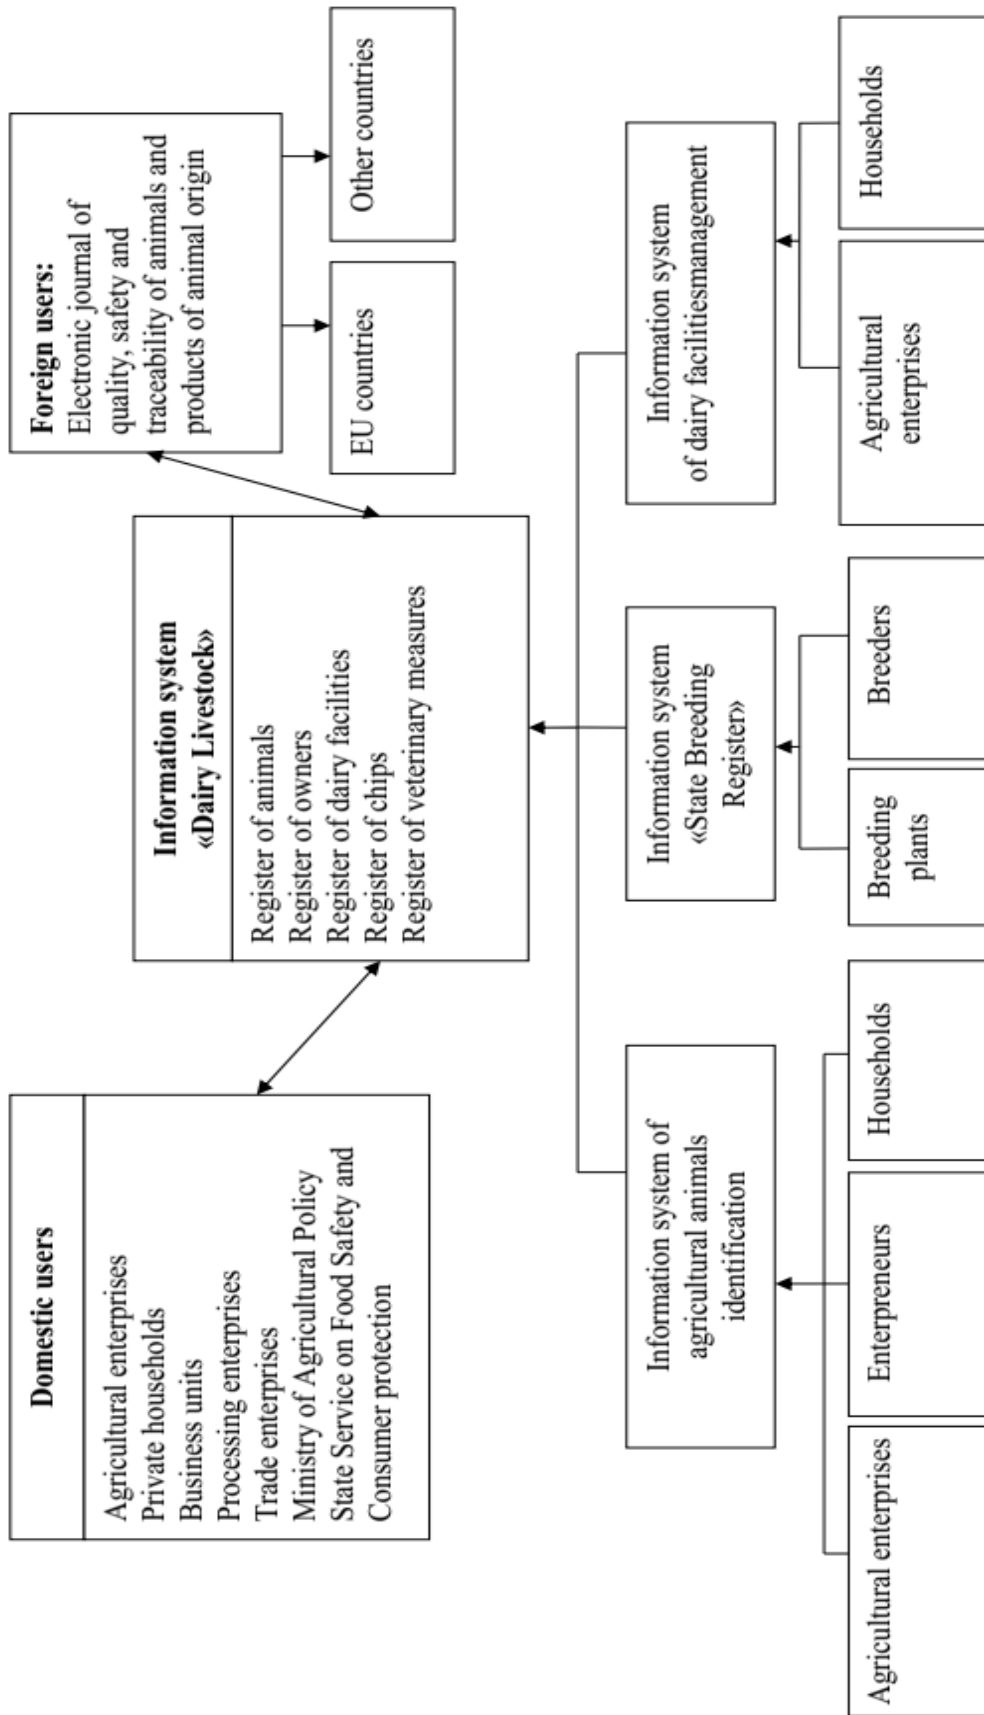 Domestic users
Agricultural enterprises
Private households
Business units
Processing enterprises
Trade enterprises
Ministry of Agricultural Policy
State Service on Food Safety and
Consumer protection
Information system
«Dairy Livestock»
Register of animals
Register of owners
Register of dairy facilities
Register of chips
Register of veterinary measures
Foreign users:
Electronic journal of
quality, safety and
traceability of animals and
products of animal origin
EU countries
Other countries
Information system of
agricultural animals
identification
Information system
«State Breeding
Register»
Information system
of dairy facilitiesmanagement
Agricultural enterprises
Enterpreneurs
Households
Breeding
plants
Breeders
Agricultural
enterprises
Households